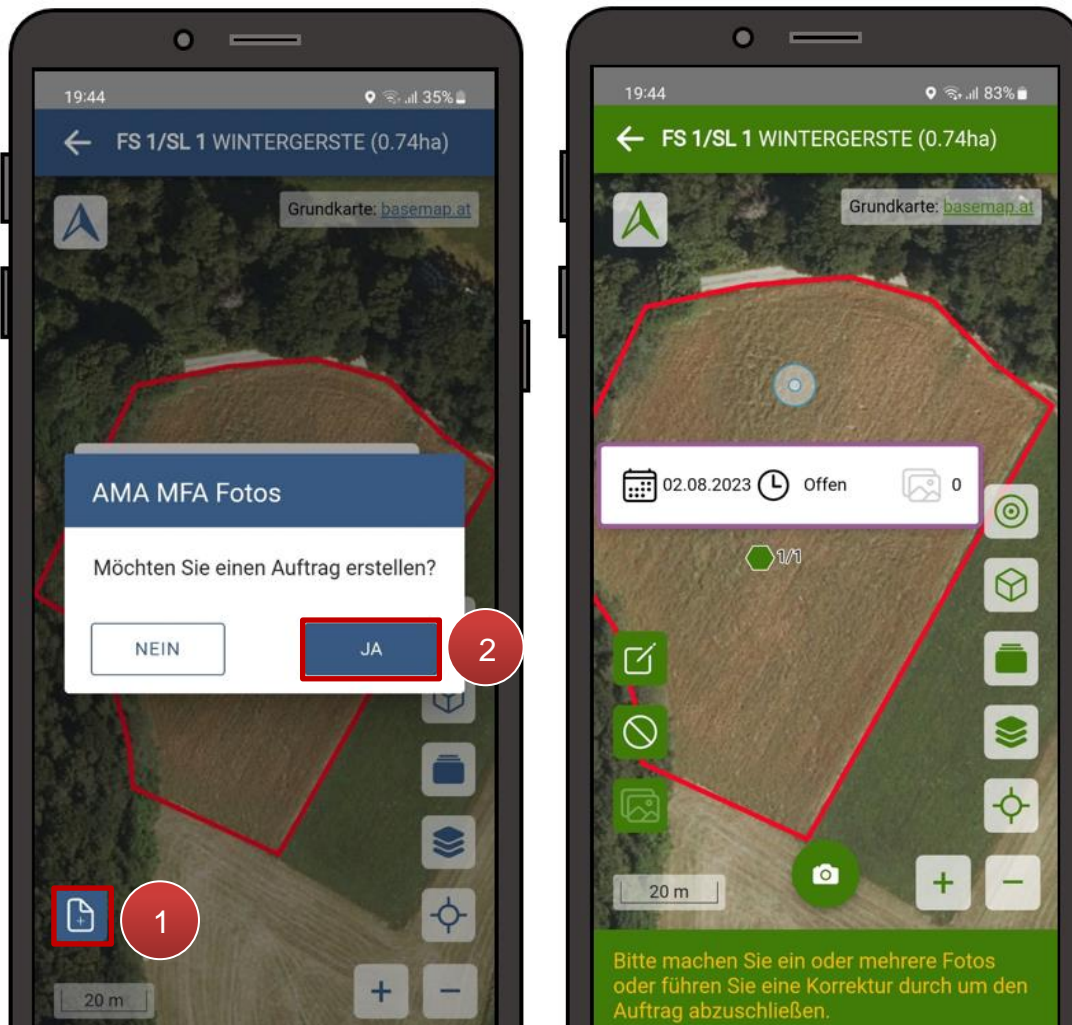 19:44
35%
FS 1/SL 1 WINTERGERSTE (0.74ha)
Grundkarte: basemap.at
AMA MFA Fotos
Möchten Sie einen Auftrag erstellen?
NEIN
JA
2
1
20 m
+
−
19:44
83%
FS 1/SL 1 WINTERGERSTE (0.74ha)
Grundkarte: basemap.at
02.08.2023 Offen 0
1/1
20 m
+
−
Bitte machen Sie ein oder mehrere Fotos
oder führen Sie eine Korrektur durch um den
Auftrag abzuschließen.